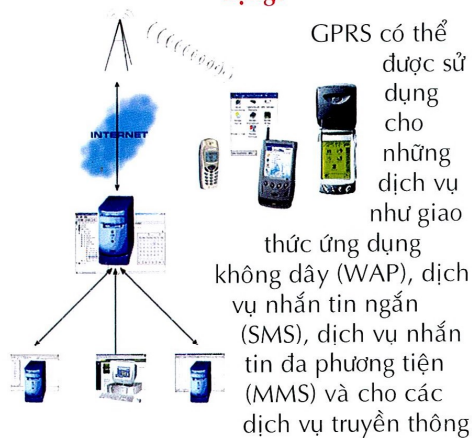 GPRS có thể
được sử
dụng
cho
những
dịch vụ
như giao
thức ứng dụng
không dây (WAP), dịch
vụ nhắn tin ngắn
(SMS), dịch vụ nhắn
tin đa phương tiện
(MMS) và cho các
dịch vụ truyền thông
INTERNET